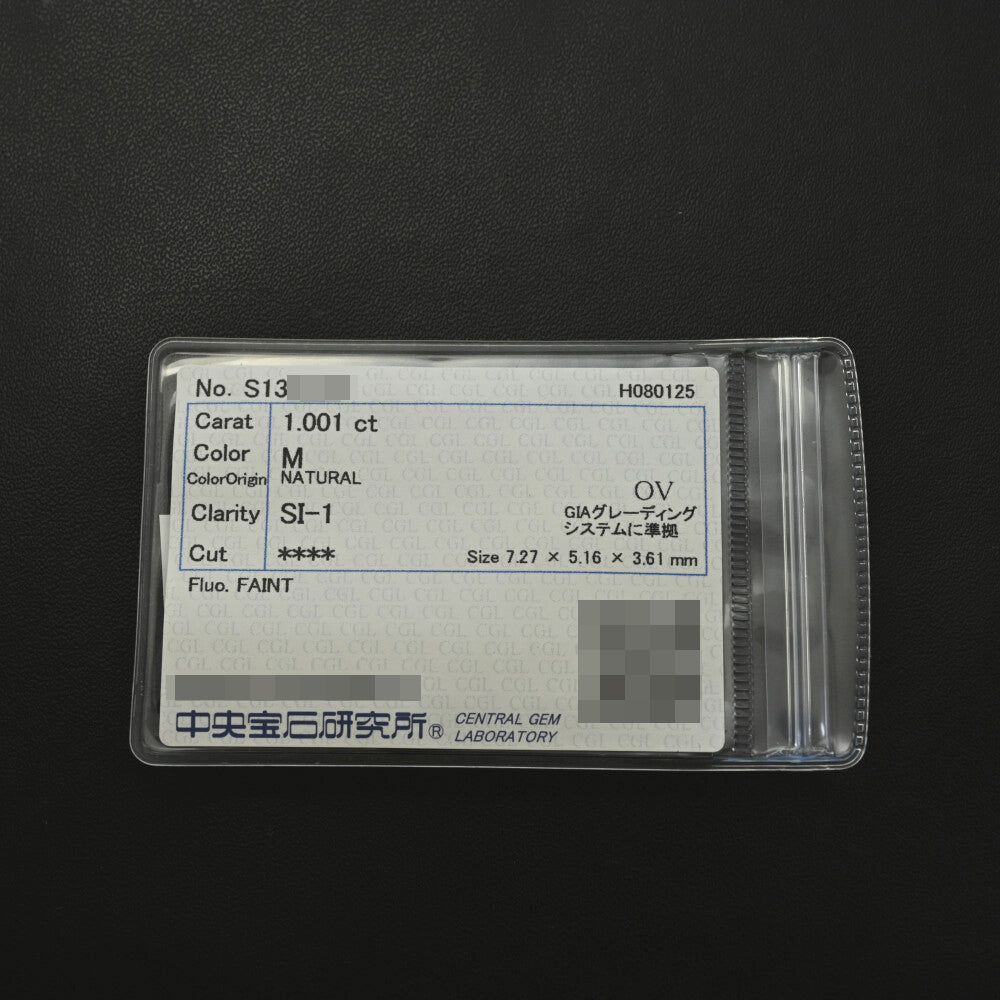 No. S13
H080125
Carat 1.001 ct
Color M
ColorOrigin NATURAL
OV
Clarity SI-1
GIAグレーディング
システムに準拠
Cut ****
Size 7.27 × 5.16 × 3.61 mm
Fluo. FAINT
中央宝石研究所® CENTRAL GEM
LABORATORY